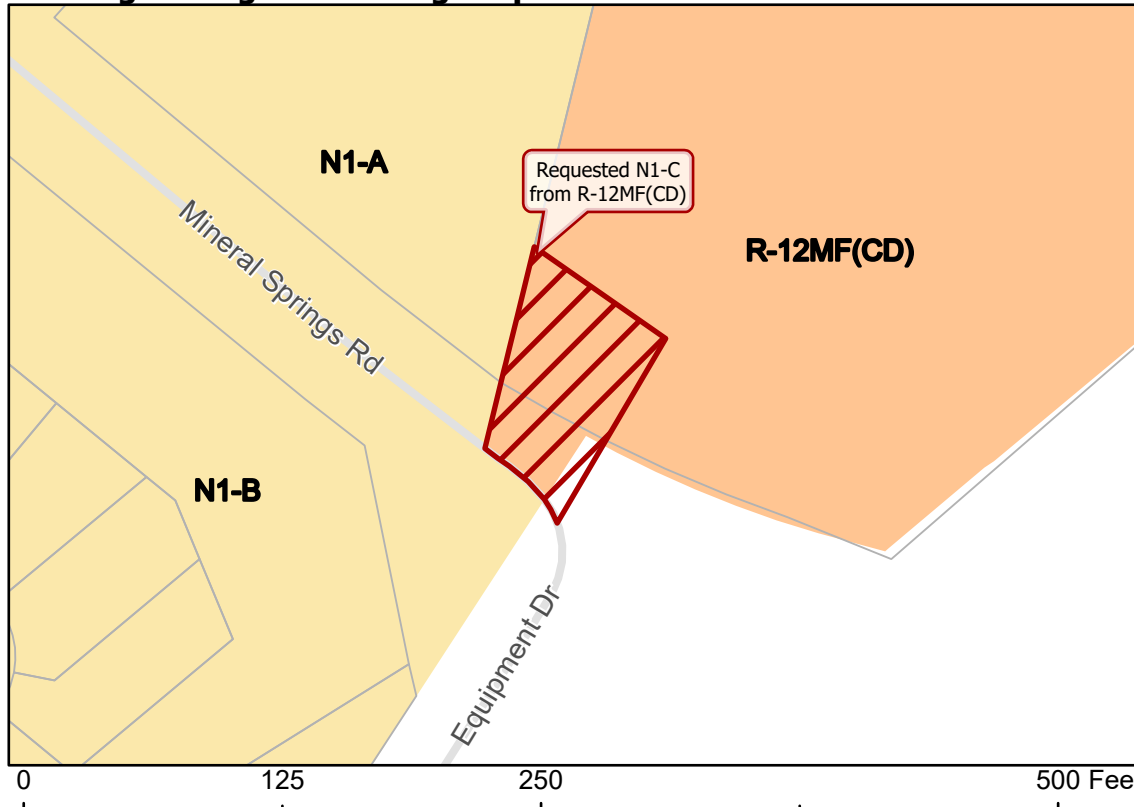 N1-A
Requested N1-C
from R-12MF(CD)
R-12MF(CD)
Mineral Springs Rd
N1-B
Equipment Dr
0 125 250 500 Fee